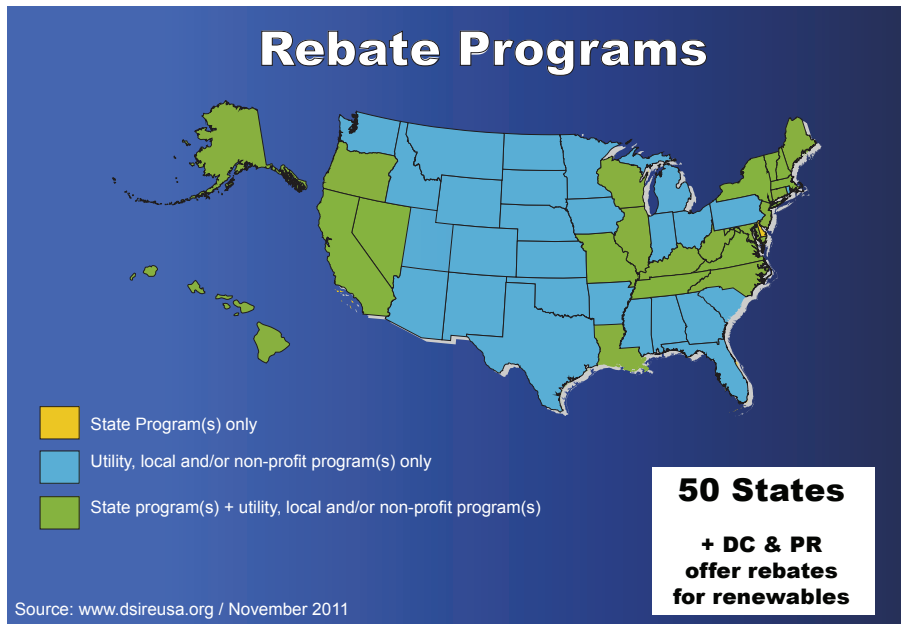 Rebate Programs
State Program(s) only
Utility, local and/or non-profit program(s) only
State program(s) + utility, local and/or non-profit program(s)
50 States
+ DC & PR
offer rebates
for renewables
Source: www.dsireusa.org / November 2011